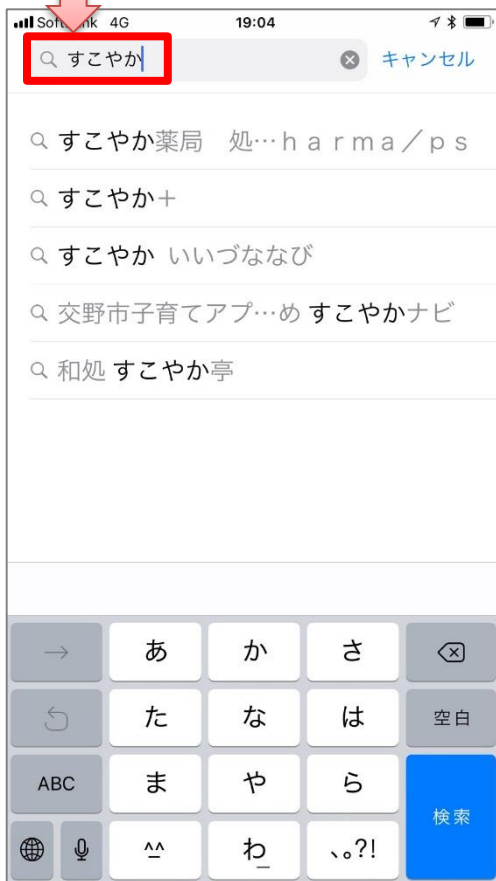 SoftBank 4G 19:04
すこやか キャンセル
すこやか薬局 処…ｈａｒｍａ／ｐｓ
すこやか＋
すこやか いいづななび
交野市子育てアプ…め すこやかナビ
和処 すこやか亭
→ あ か さ
た な は 空白
ABC ま や ら 検索
^^ わ 、。?!